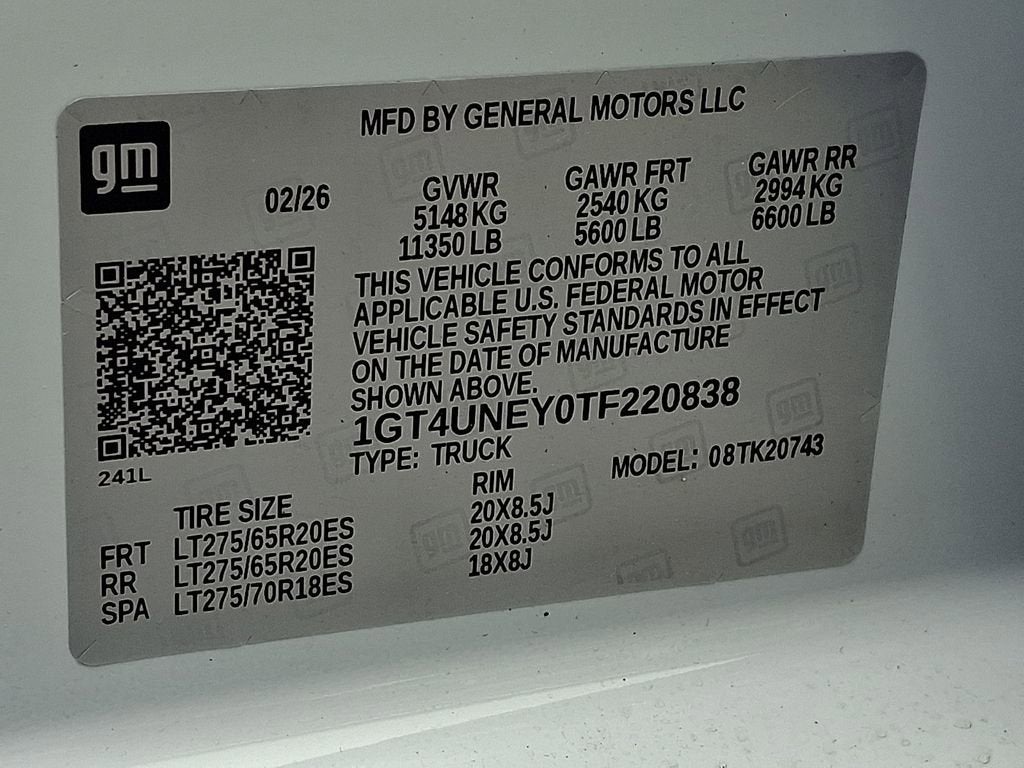 gm
MFD BY GENERAL MOTORS LLC
02/26
GVWR GAWR FRT GAWR RR
5148 KG 2540 KG 2994 KG
11350 LB 5600 LB 6600 LB
THIS VEHICLE CONFORMS TO ALL
APPLICABLE U.S. FEDERAL MOTOR
VEHICLE SAFETY STANDARDS IN EFFECT
ON THE DATE OF MANUFACTURE
SHOWN ABOVE.
1GT4UNEY0TF220838
TYPE: TRUCK MODEL: 08TK20743
241L
TIRE SIZE RIM
FRT LT275/65R20ES 20X8.5J
RR LT275/65R20ES 20X8.5J
SPA LT275/70R18ES 18X8J